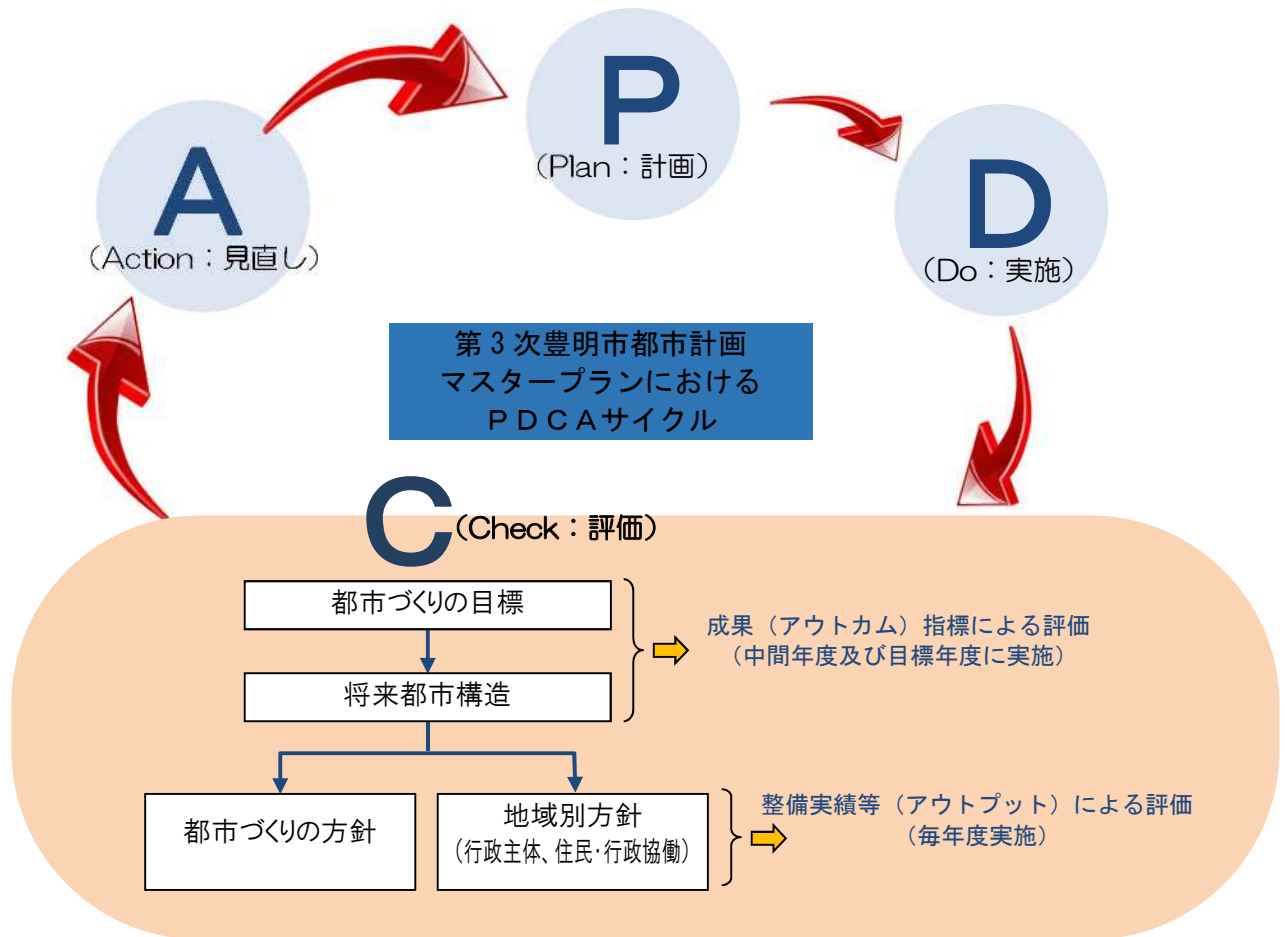 P
(Plan：計画)
A
(Action：見直し)
D
(Do：実施)
第3次豊明市都市計画
マスタープランにおける
ＰＤＣＡサイクル
C
(Check：評価)
都市づくりの目標
将来都市構造
成果（アウトカム）指標による評価
（中間年度及び目標年度に実施）
都市づくりの方針
地域別方針
(行政主体、住民・行政協働)
整備実績等（アウトプット）による評価
（毎年度実施）